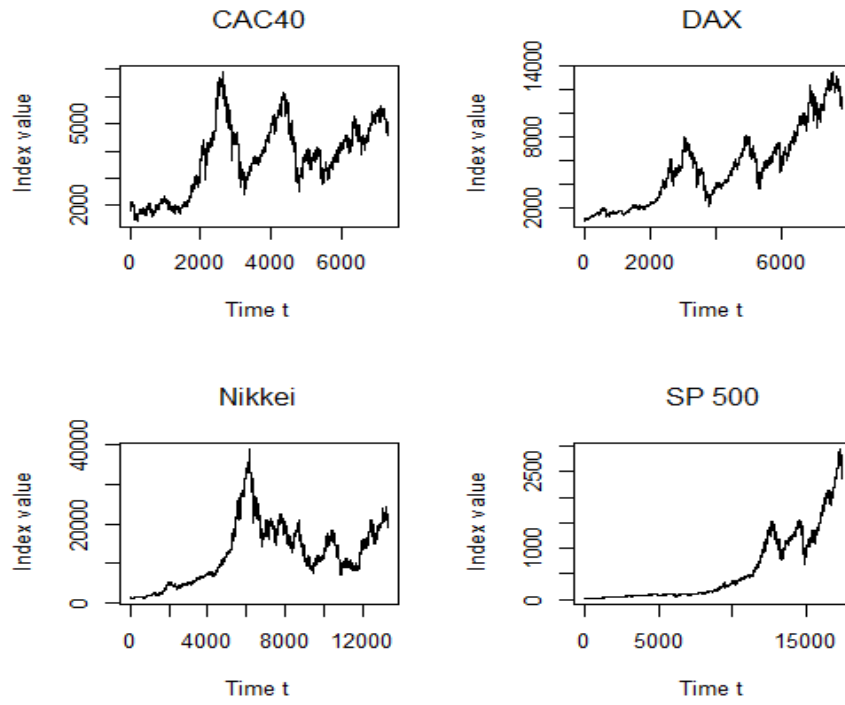 CAC40
Index value
5000
2000
0 2000 4000 6000
Time t
DAX
Index value
14000
8000
2000
0 2000 6000
Time t
Nikkei
Index value
40000
20000
0
0 4000 8000 12000
Time t
SP 500
Index value
2500
1000
0
0 5000 15000
Time t